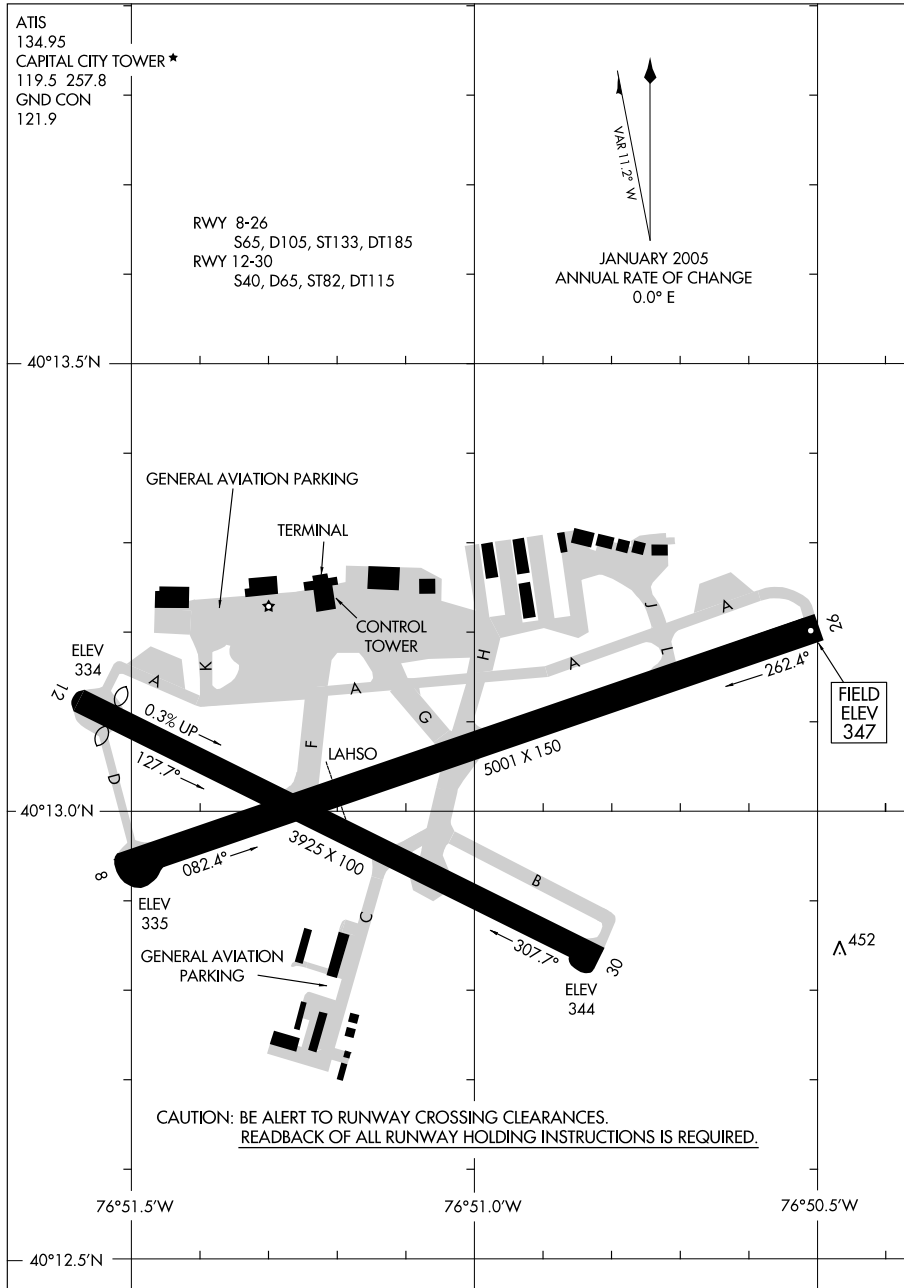 ATIS
134.95
CAPITAL CITY TOWER
119.5 257.8
GND CON
121.9
VAR 11.2° W
RWY 8-26
S65, D105, ST133, DT185
RWY 12-30
S40, D65, ST82, DT115
JANUARY 2005
ANNUAL RATE OF CHANGE
0.0° E
40°13.5'N
GENERAL AVIATION PARKING
TERMINAL
CONTROL
TOWER
ELEV
334
12
A
K
A
H
A
J
L
A
26
262.4°
FIELD
ELEV
347
0.3% UP
127.7°
F
G
LAHSO
5001 X 150
D
40°13.0'N
8
082.4°
3925 X 100
ELEV
335
B
C
GENERAL AVIATION
PARKING
307.7°
30
ELEV
344
452
CAUTION: BE ALERT TO RUNWAY CROSSING CLEARANCES.
READBACK OF ALL RUNWAY HOLDING INSTRUCTIONS IS REQUIRED.
76°51.5'W
76°51.0'W
76°50.5'W
40°12.5'N